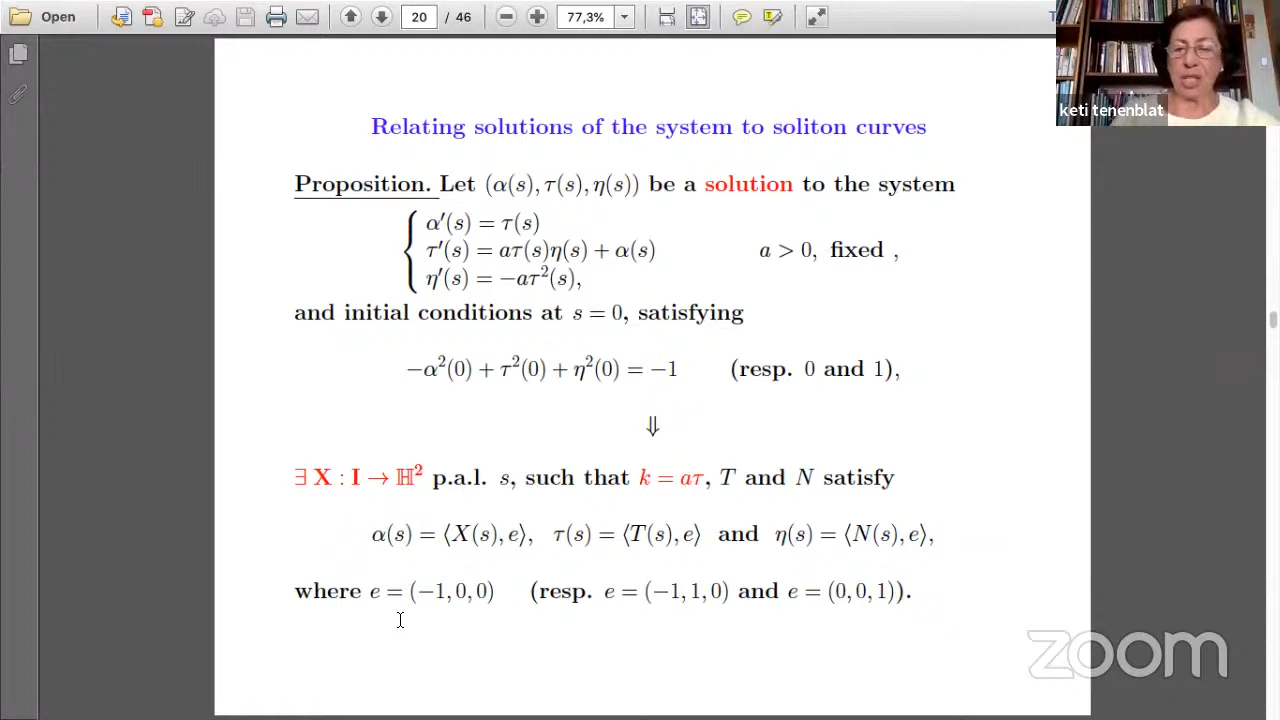 Open
20 / 46
77,3%
keti tenenblat
Relating solutions of the system to soliton curves
Proposition. Let (α(s), τ(s), η(s)) be a solution to the system
α′(s) = τ(s)
τ′(s) = aτ(s)η(s) + α(s) a > 0, fixed ,
η′(s) = −aτ²(s),
and initial conditions at s = 0, satisfying
−α²(0) + τ²(0) + η²(0) = −1 (resp. 0 and 1),
⇓
∃ X : I → ℍ² p.a.l. s, such that k = aτ, T and N satisfy
α(s) = ⟨X(s), e⟩, τ(s) = ⟨T(s), e⟩ and η(s) = ⟨N(s), e⟩,
where e = (−1, 0, 0) (resp. e = (−1, 1, 0) and e = (0, 0, 1)).
zoom